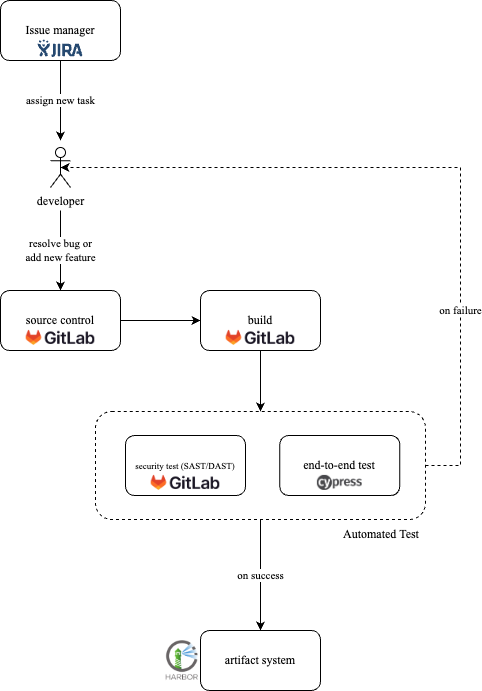 Issue manager
JIRA
assign new task
developer
resolve bug or
add new feature
source control
GitLab
build
GitLab
on failure
security test (SAST/DAST)
GitLab
end-to-end test
cypress
Automated Test
on success
artifact system
HARBOR